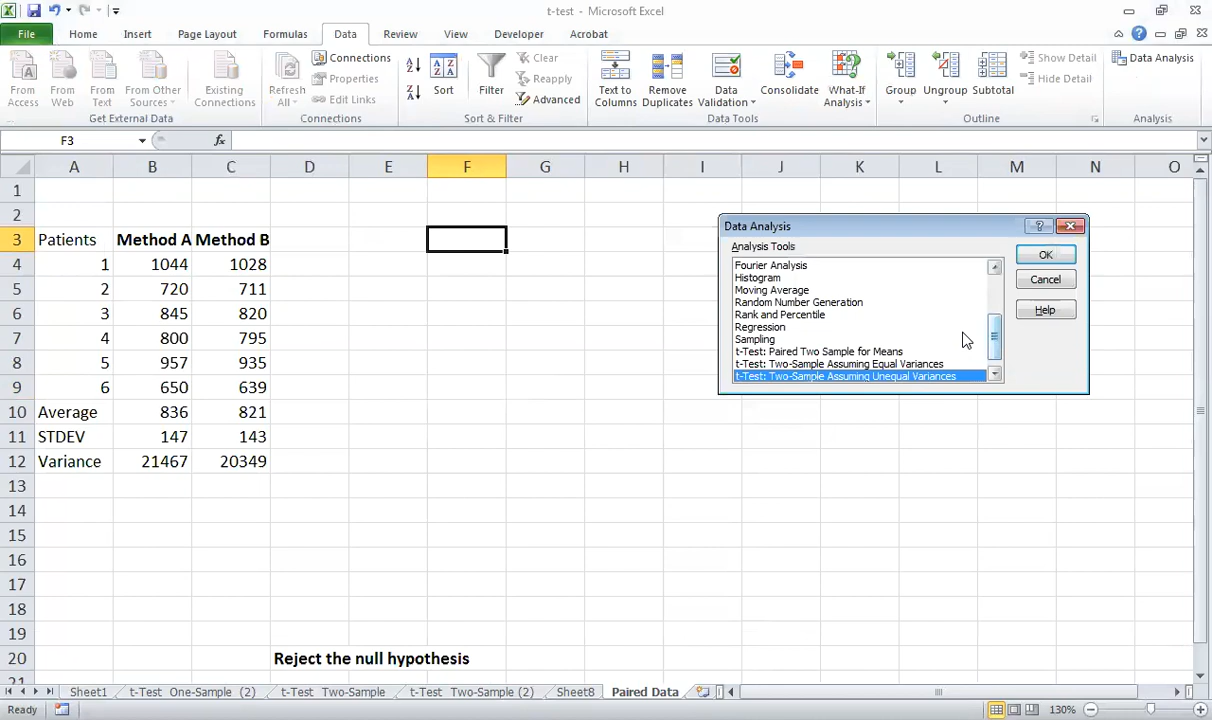 t-test - Microsoft Excel
File Home Insert Page Layout Formulas Data Review View Developer Acrobat
From Access
From Web
From Text
From Other Sources
Existing Connections
Get External Data
Refresh All
Connections
Properties
Edit Links
Connections
Sort
Filter
Clear
Reapply
Advanced
Sort & Filter
Text to Columns
Remove Duplicates
Data Validation
Consolidate
What-If Analysis
Data Tools
Group
Ungroup
Subtotal
Show Detail
Hide Detail
Outline
Data Analysis
Analysis
F3 fx
A B C D E F G H I J K L M N O
1
2
3 Patients Method A Method B
4 1 1044 1028
5 2 720 711
6 3 845 820
7 4 800 795
8 5 957 935
9 6 650 639
10 Average 836 821
11 STDEV 147 143
12 Variance 21467 20349
13
14
15
16
17
18
19
20 Reject the null hypothesis
21
Data Analysis
Analysis Tools
Fourier Analysis
Histogram
Moving Average
Random Number Generation
Rank and Percentile
Regression
Sampling
t-Test: Paired Two Sample for Means
t-Test: Two-Sample Assuming Equal Variances
t-Test: Two-Sample Assuming Unequal Variances
OK
Cancel
Help
Sheet1 t-Test One-Sample (2) t-Test Two-Sample t-Test Two-Sample (2) Sheet8 Paired Data
Ready 130%